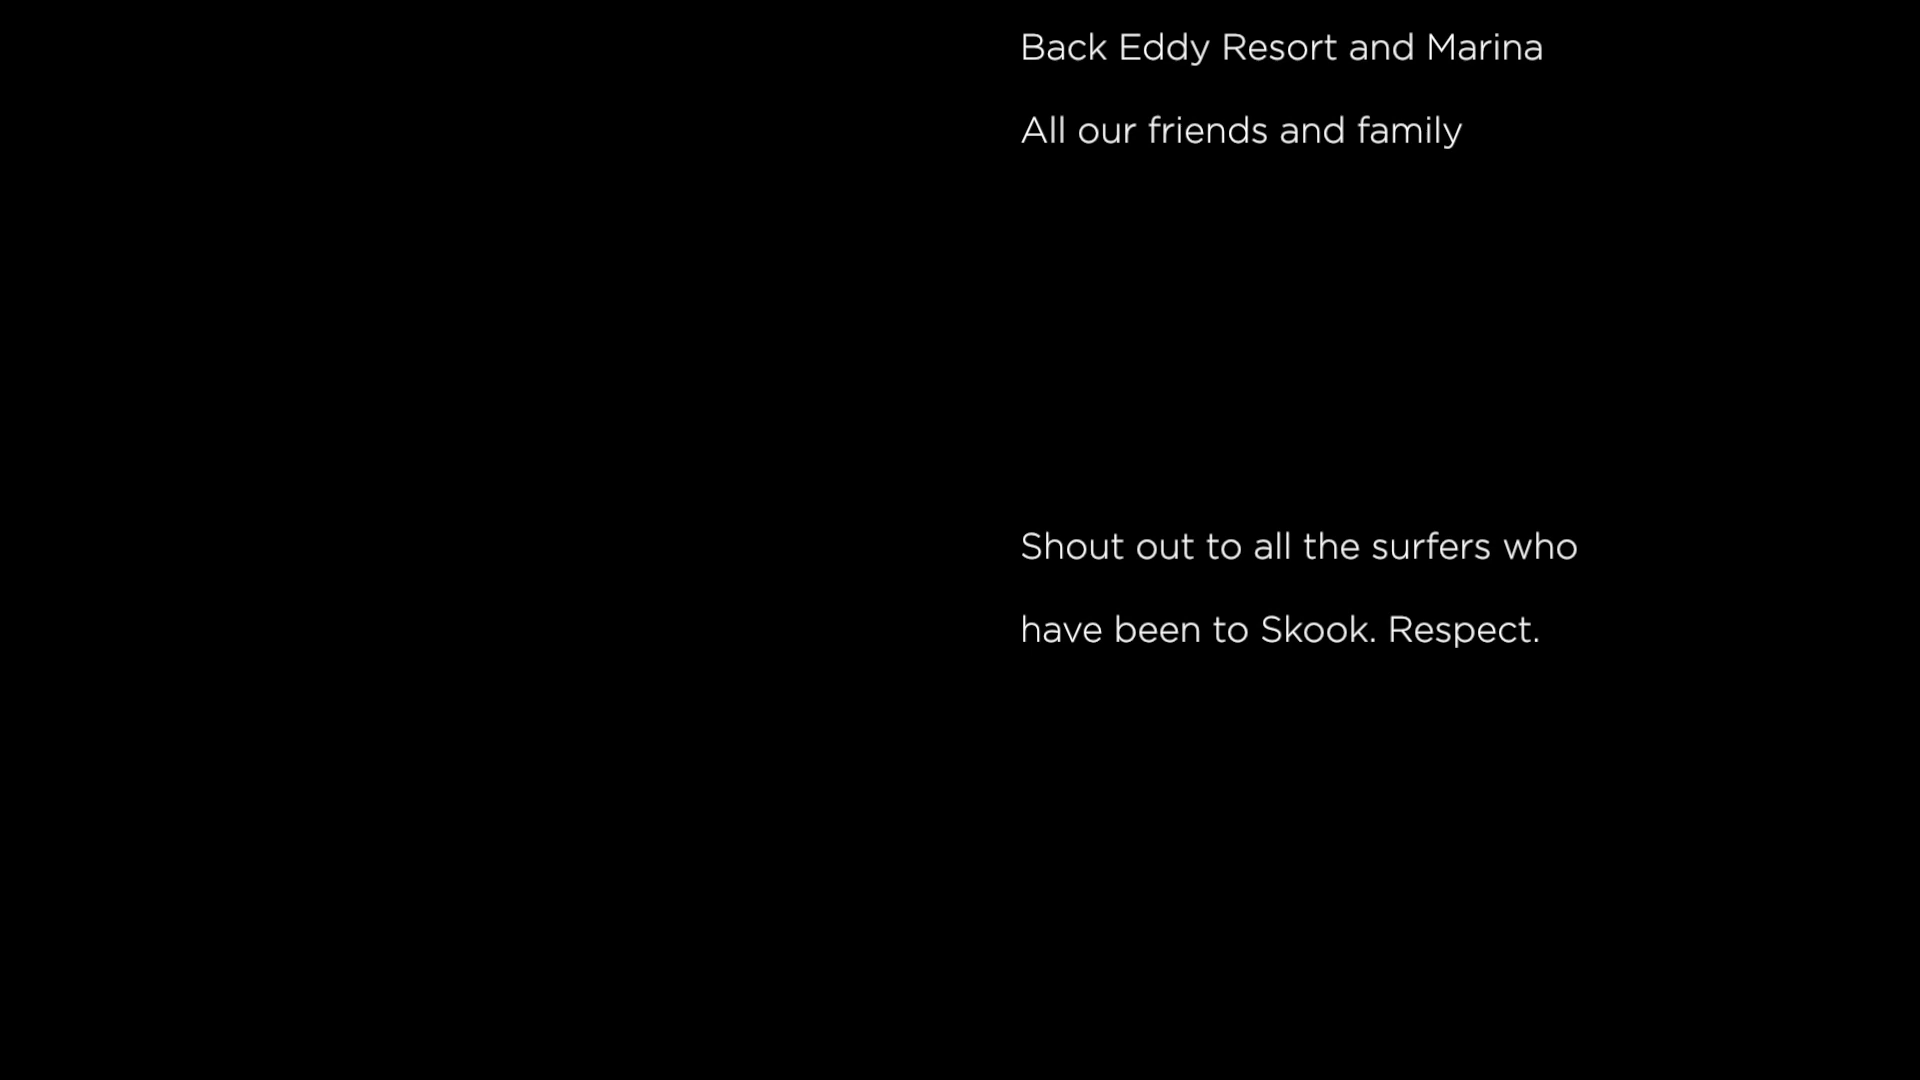 Back Eddy Resort and Marina
All our friends and family
Shout out to all the surfers who
have been to Skook. Respect.